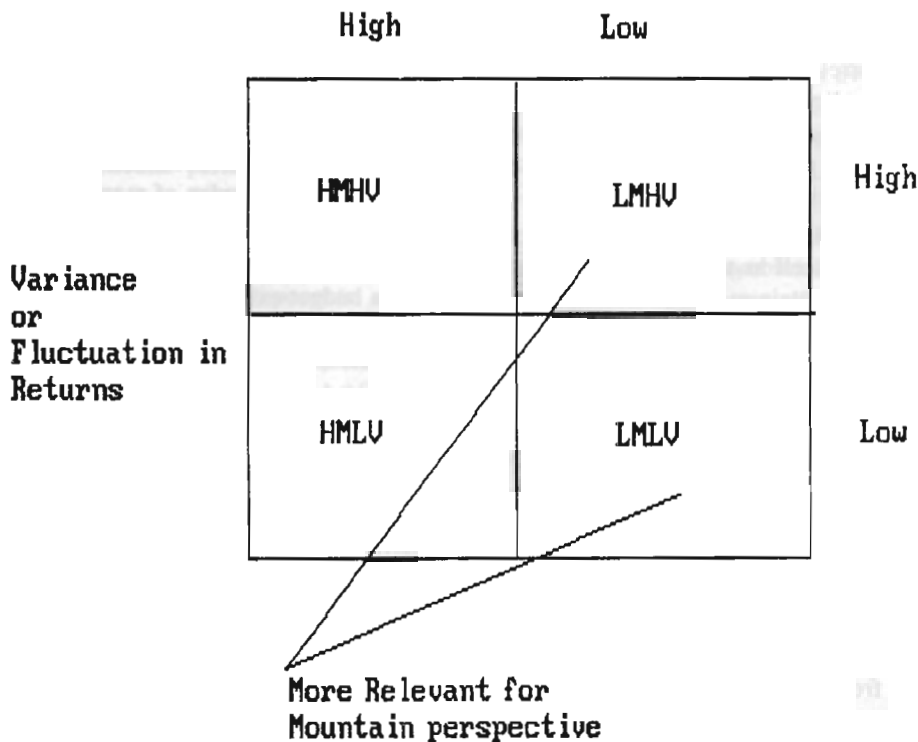 High Low
HMHV LMHV High
Variance
or
Fluctuation in
Returns
HMLV LMLV Low
More Relevant for
Mountain perspective